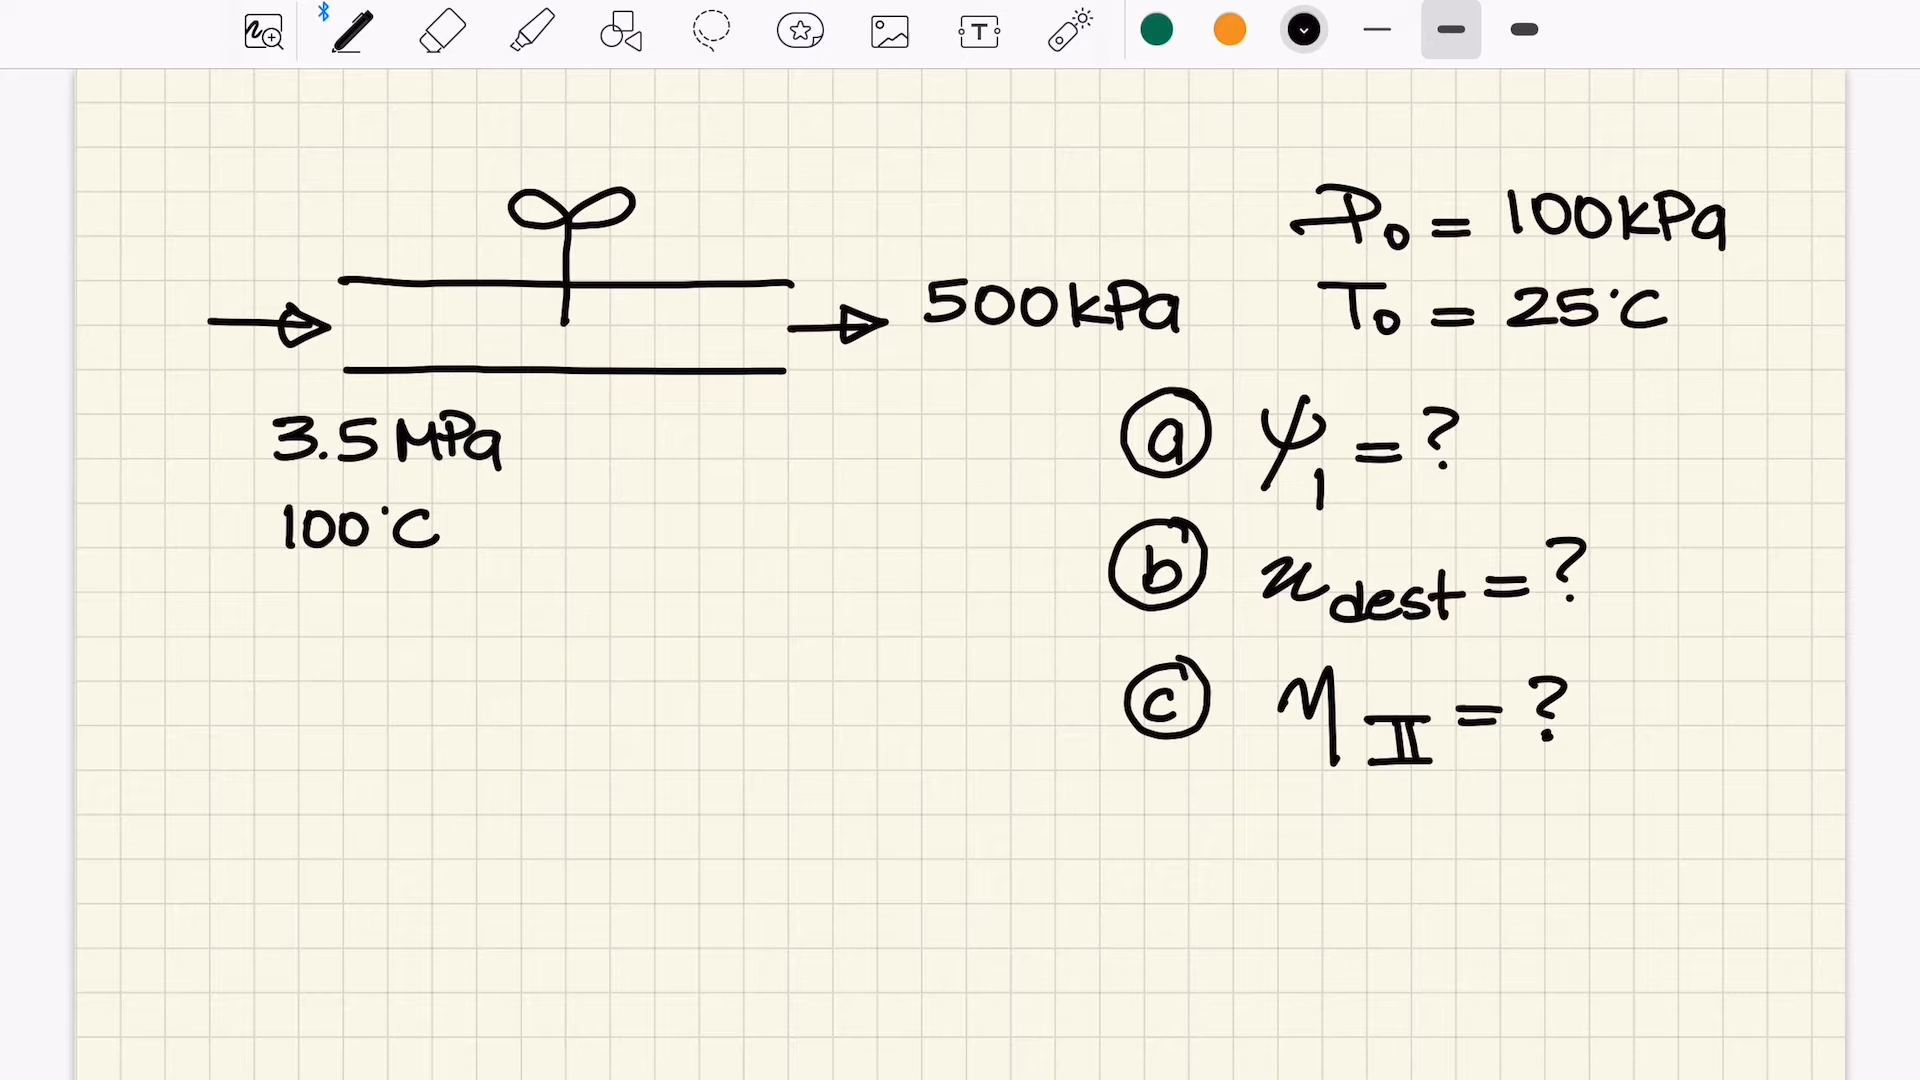 500kPa
3.5 MPa
100°C
P₀ = 100kPa
T₀ = 25°C
ⓐ ψ₁ = ?
ⓑ x_dest = ?
ⓒ η_II = ?